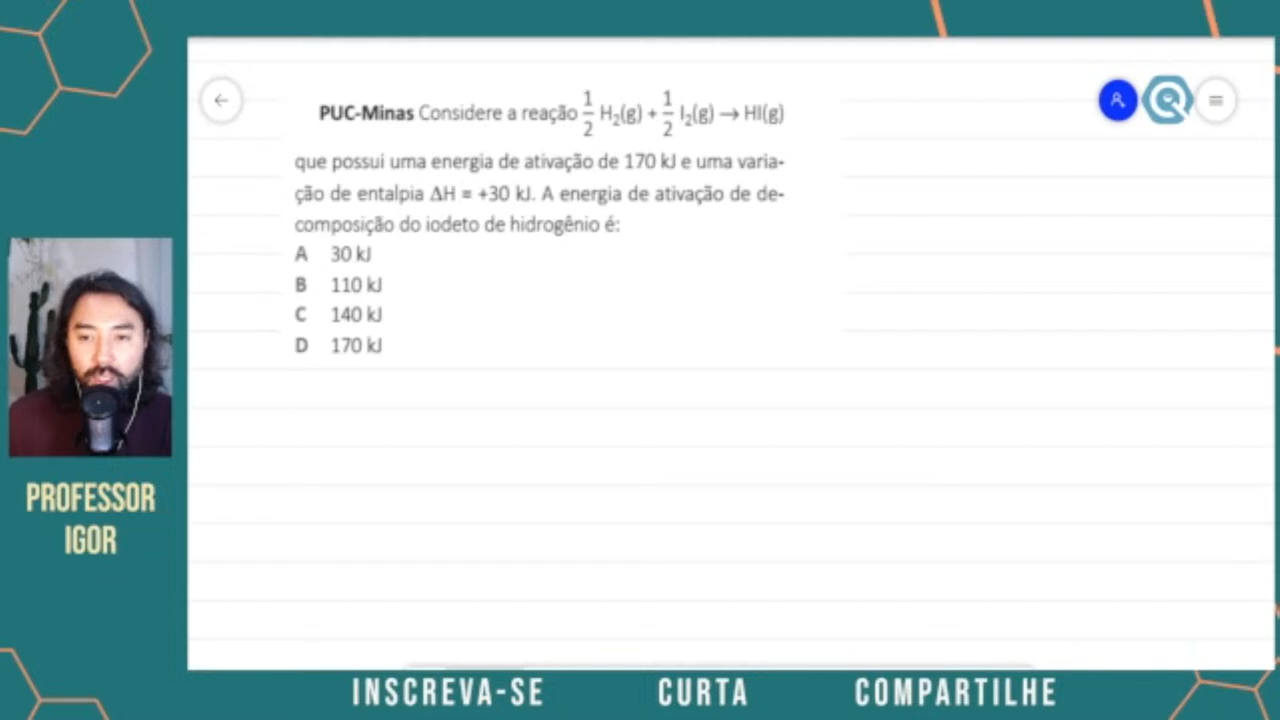 PUC-Minas Considere a reação 1/2 H₂(g) + 1/2 I₂(g) → HI(g)
que possui uma energia de ativação de 170 kJ e uma varia-
ção de entalpia ΔH = +30 kJ. A energia de ativação de de-
composição do iodeto de hidrogênio é:
A 30 kJ
B 110 kJ
C 140 kJ
D 170 kJ
PROFESSOR
IGOR
INSCREVA-SE CURTA COMPARTILHE